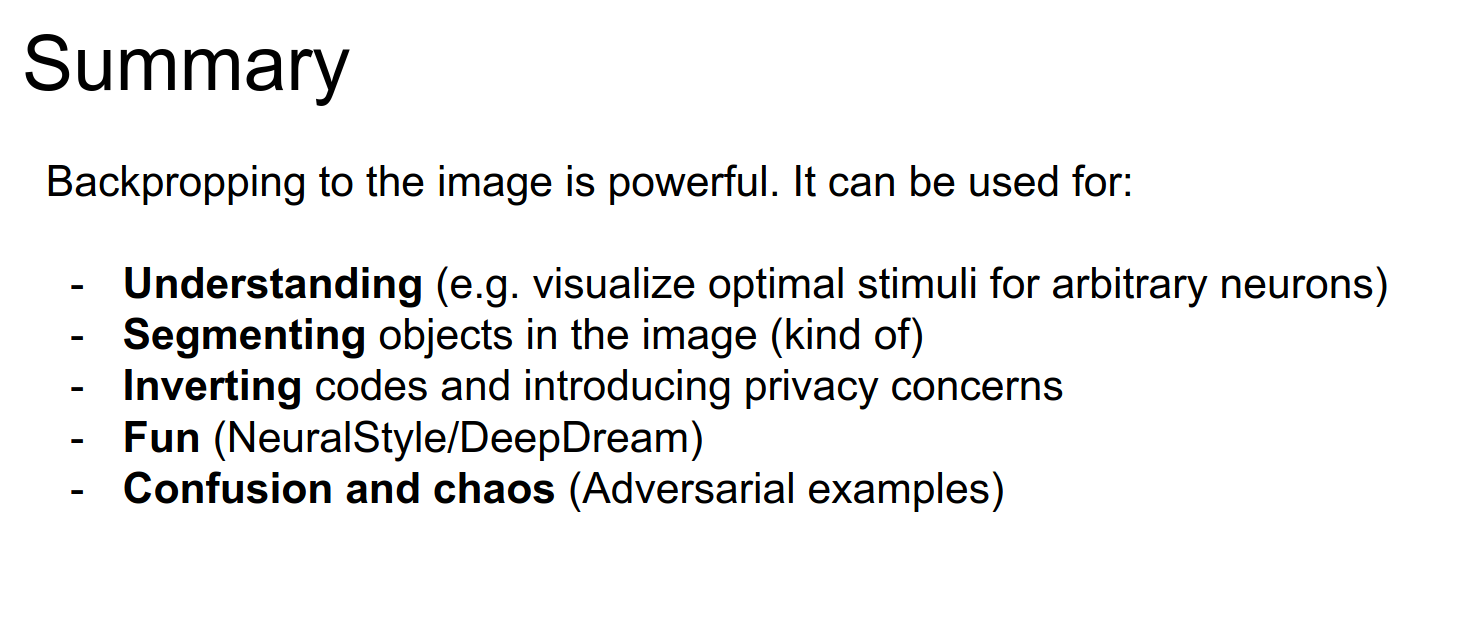 Summary
Backpropping to the image is powerful. It can be used for:
- Understanding (e.g. visualize optimal stimuli for arbitrary neurons)
- Segmenting objects in the image (kind of)
- Inverting codes and introducing privacy concerns
- Fun (NeuralStyle/DeepDream)
- Confusion and chaos (Adversarial examples)